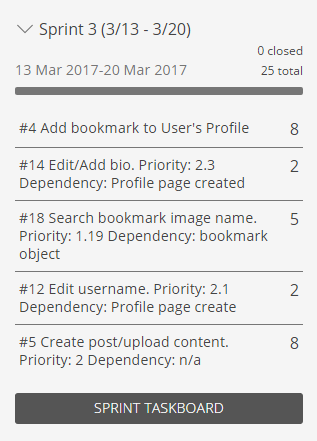 Sprint 3 (3/13 - 3/20)
0 closed
13 Mar 2017-20 Mar 2017
25 total
#4 Add bookmark to User's Profile 8
#14 Edit/Add bio. Priority: 2.3 2
Dependency: Profile page created
#18 Search bookmark image name. 5
Priority: 1.19 Dependency: bookmark
object
#12 Edit username. Priority: 2.1 2
Dependency: Profile page create
#5 Create post/upload content. 8
Priority: 2 Dependency: n/a
SPRINT TASKBOARD